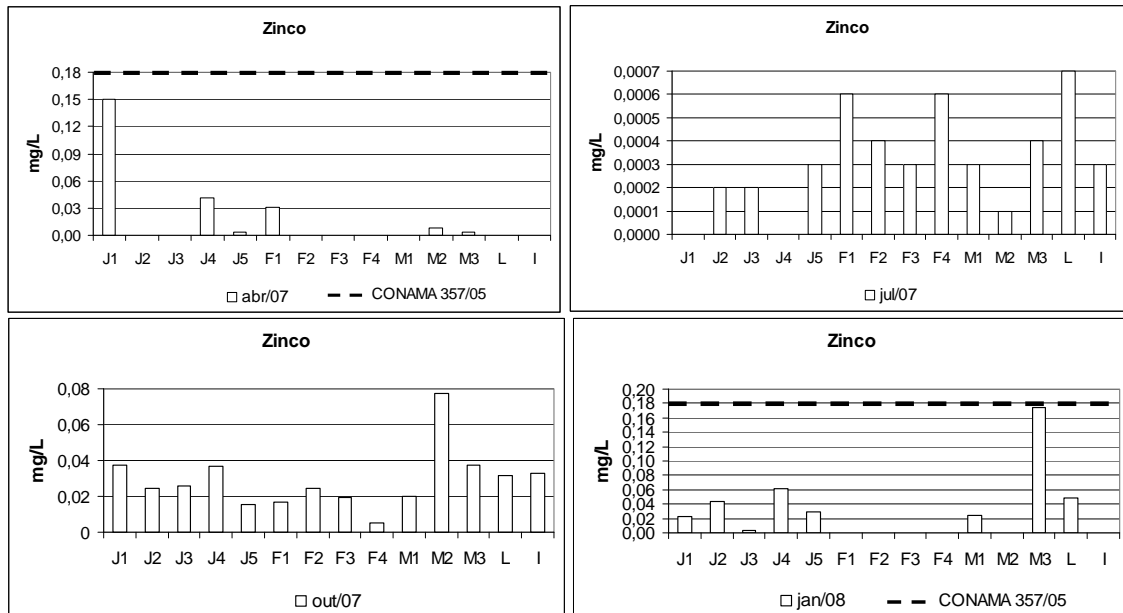 Zinco
0,18
0,15
0,12
0,09
0,06
0,03
0,00
mg/L
J1 J2 J3 J4 J5 F1 F2 F3 F4 M1 M2 M3 L I
abr/07 CONAMA 357/05
Zinco
0,0007
0,0006
0,0005
0,0004
0,0003
0,0002
0,0001
0,0000
mg/L
J1 J2 J3 J4 J5 F1 F2 F3 F4 M1 M2 M3 L I
jul/07
Zinco
0,08
0,06
0,04
0,02
0
mg/L
J1 J2 J3 J4 J5 F1 F2 F3 F4 M1 M2 M3 L I
out/07
Zinco
0,20
0,18
0,16
0,14
0,12
0,10
0,08
0,06
0,04
0,02
0,00
mg/L
J1 J2 J3 J4 J5 F1 F2 F3 F4 M1 M2 M3 L I
jan/08 CONAMA 357/05